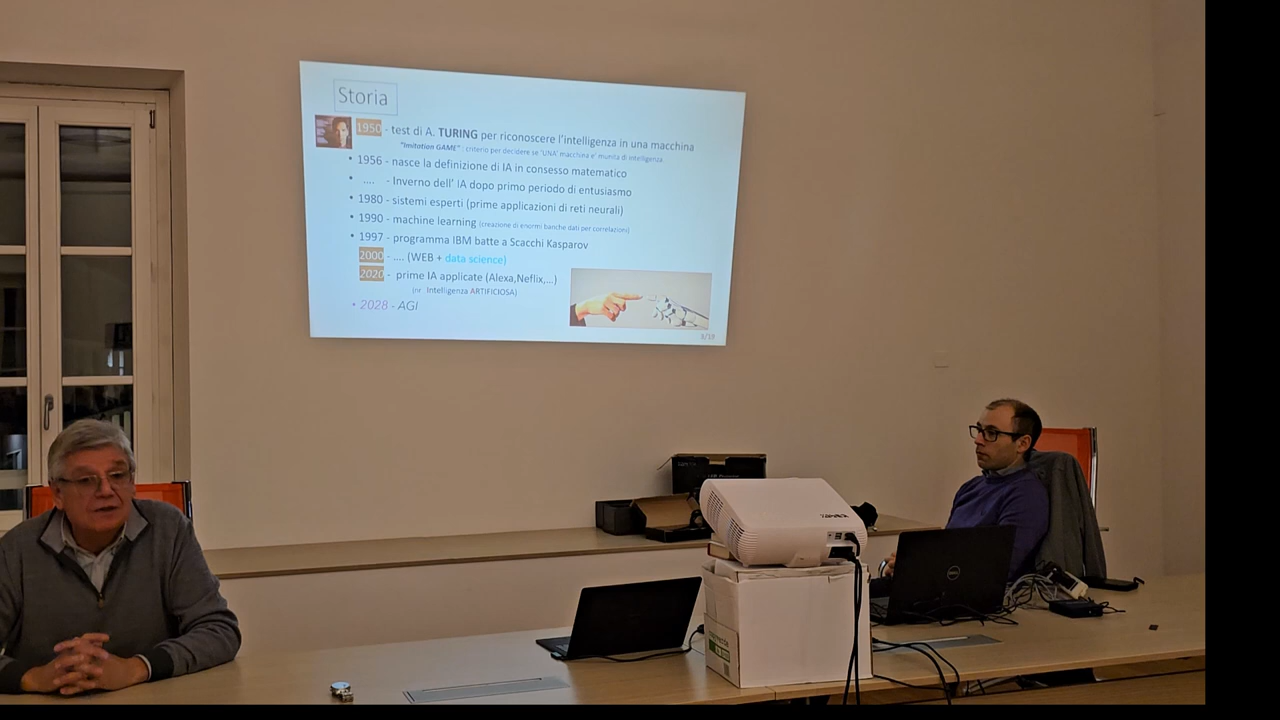 Storia
1950 - test di A. TURING per riconoscere l'intelligenza in una macchina
"Imitation GAME" : criterio per decidere se 'UNA' macchina e' munita di intelligenza.
• 1956 - nasce la definizione di IA in consesso matematico
• .... - Inverno dell' IA dopo primo periodo di entusiasmo
• 1980 - sistemi esperti (prime applicazioni di reti neurali)
• 1990 - machine learning (creazione di enormi banche dati per correlazioni)
• 1997 - programma IBM batte a Scacchi Kasparov
2000 - .... (WEB + data science)
2020 - prime IA applicate (Alexa,Neflix,...)
Intelligenza ARTIFICIOSA)
• 2028 - AGI
DELL